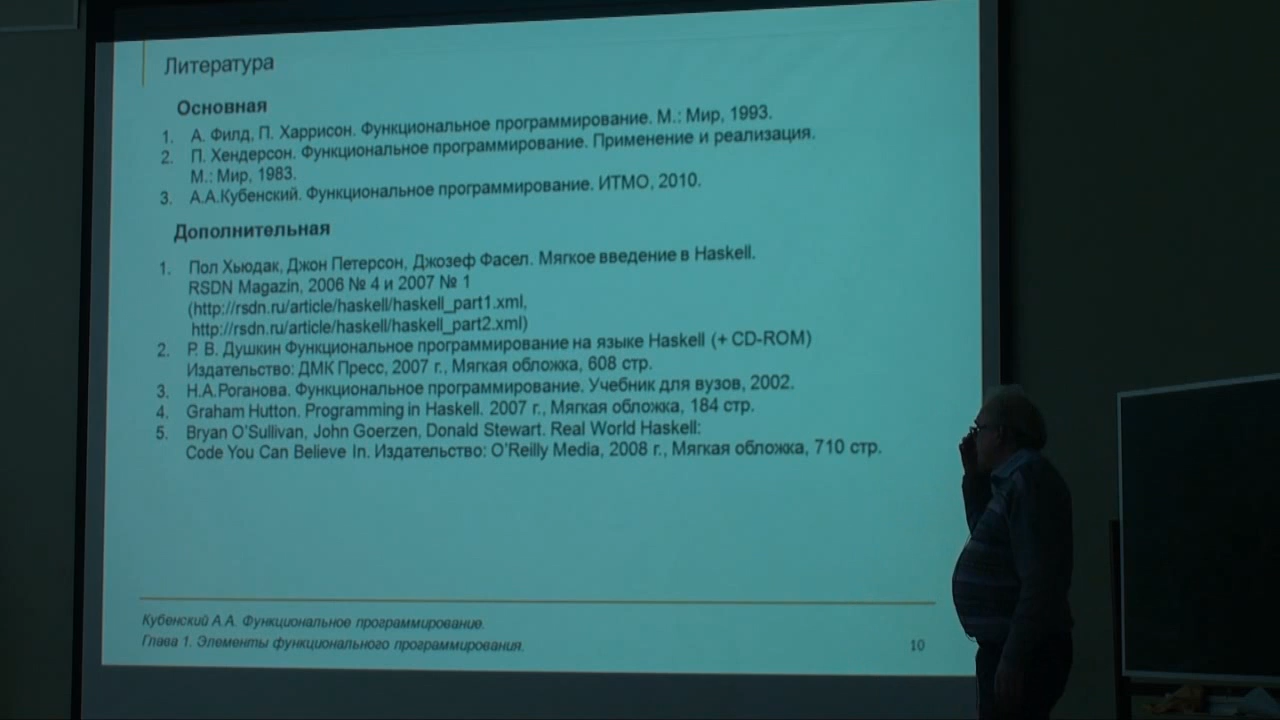 10
Литература
Основная
1. А. Филд, П. Харрисон. Функциональное программирование. М.: Мир, 1993.
2. П. Хендерсон. Функциональное программирование. Применение и реализация.
М.: Мир, 1983.
3. А.А.Кубенский. Функциональное программирование. ИТМО, 2010.
Дополнительная
1. Пол Хьюдак, Джон Петерсон, Джозеф Фасел. Мягкое введение в Haskell.
RSDN Magazin, 2006 № 4 и 2007 № 1
(http://rsdn.ru/article/haskell/haskell_part1.xml,
http://rsdn.ru/article/haskell/haskell_part2.xml)
2. Р. В. Душкин Функциональное программирование на языке Haskell (+ CD-ROM)
Издательство: ДМК Пресс, 2007 г., Мягкая обложка, 608 стр.
3. Н.А.Роганова. Функциональное программирование. Учебник для вузов, 2002.
4. Graham Hutton. Programming in Haskell. 2007 г., Мягкая обложка, 184 стр.
5. Bryan O'Sullivan, John Goerzen, Donald Stewart. Real World Haskell:
Code You Can Believe In. Издательство: O'Reilly Media, 2008 г., Мягкая обложка, 710 стр.
Кубенский А.А. Функциональное программирование.
Глава 1. Элементы функционального программирования.
10